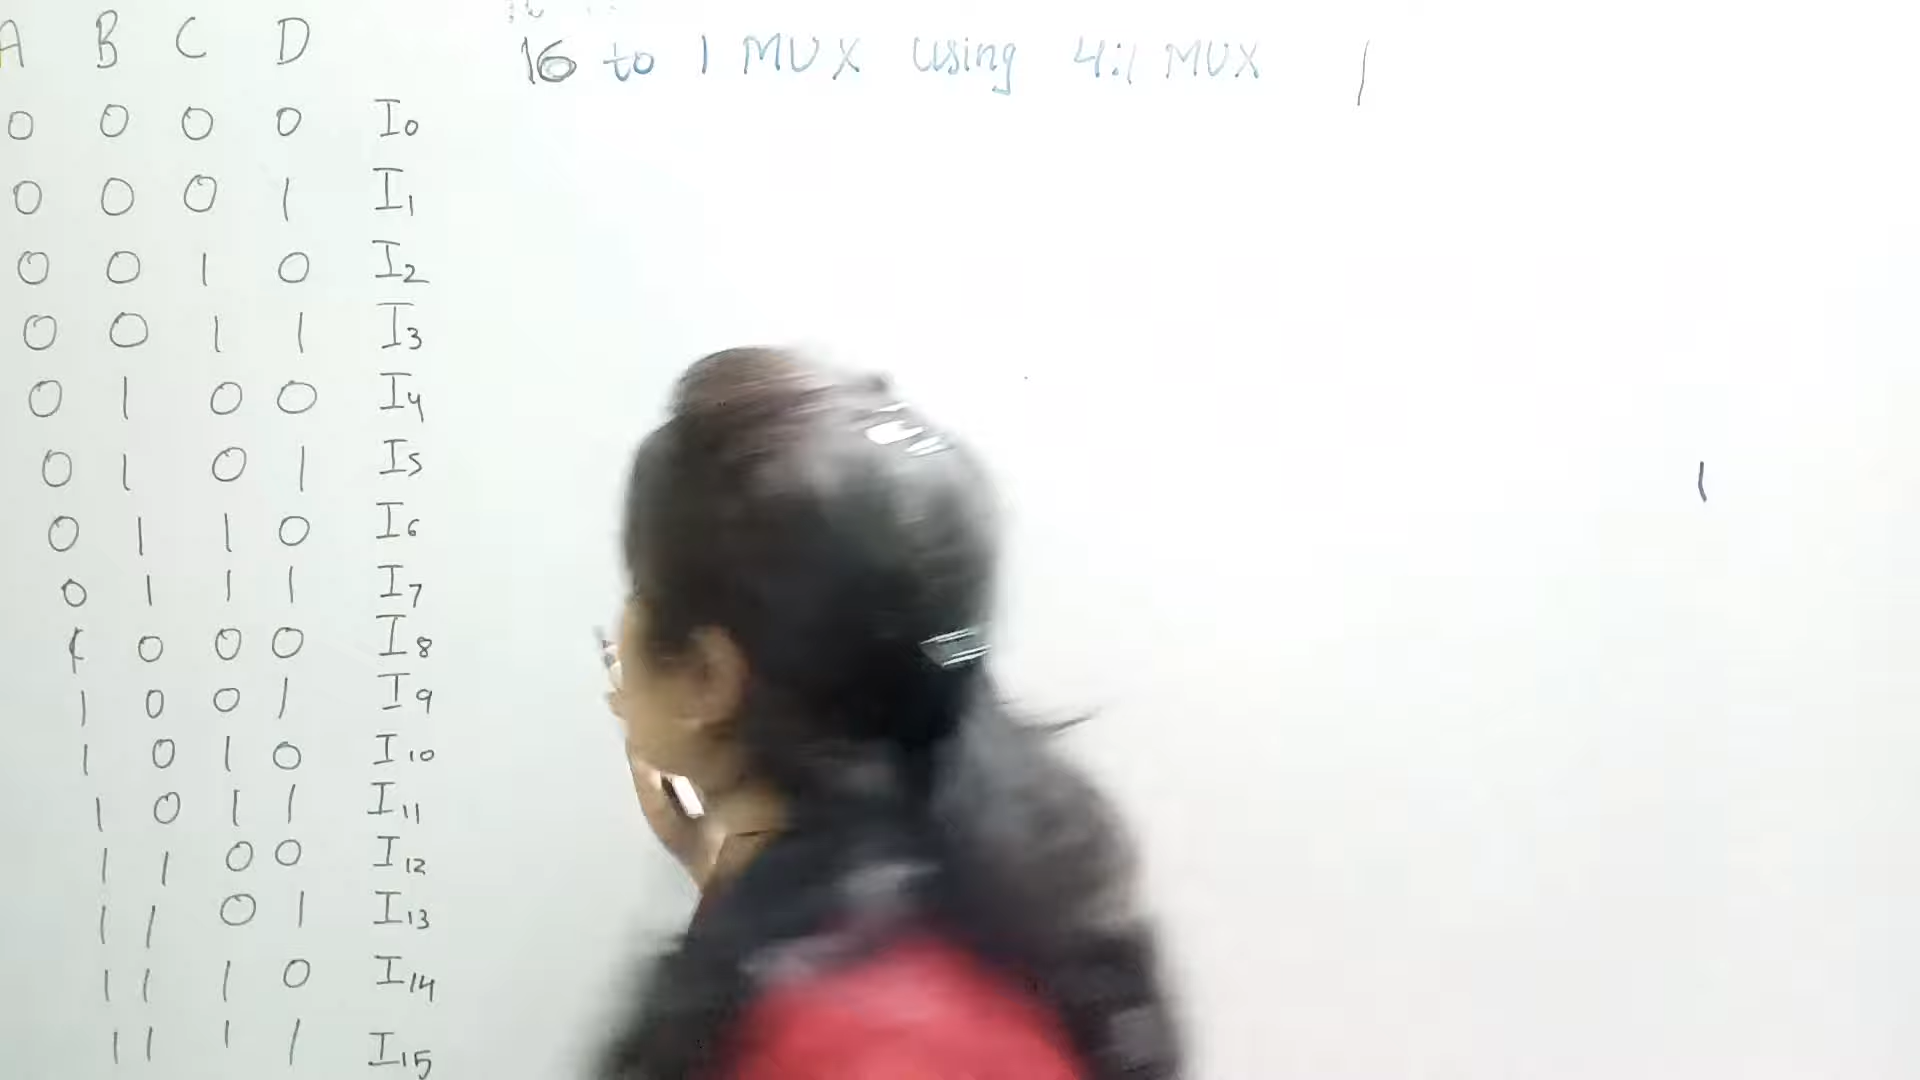 A B C D
16 to 1 MUX using 4:1 MUX
0 0 0 0 I0
0 0 0 1 I1
0 0 1 0 I2
0 0 1 1 I3
0 1 0 0 I4
0 1 0 1 I5
0 1 1 0 I6
0 1 1 1 I7
1 0 0 0 I8
1 0 0 1 I9
1 0 1 0 I10
1 0 1 1 I11
1 1 0 0 I12
1 1 0 1 I13
1 1 1 0 I14
1 1 1 1 I15